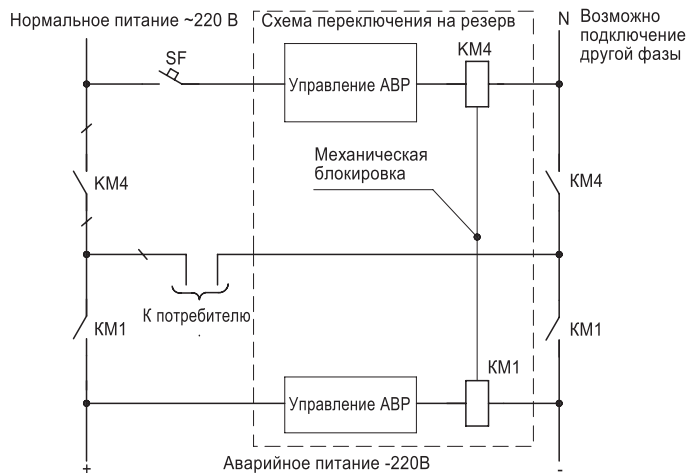 Нормальное питание ~220 В
Схема переключения на резерв
N
Возможно
подключение
другой фазы
SF
Управление АВР
КМ4
Механическая
блокировка
КМ4
КМ4
К потребителю
КМ1
КМ1
КМ1
Управление АВР
+
Аварийное питание -220В
-